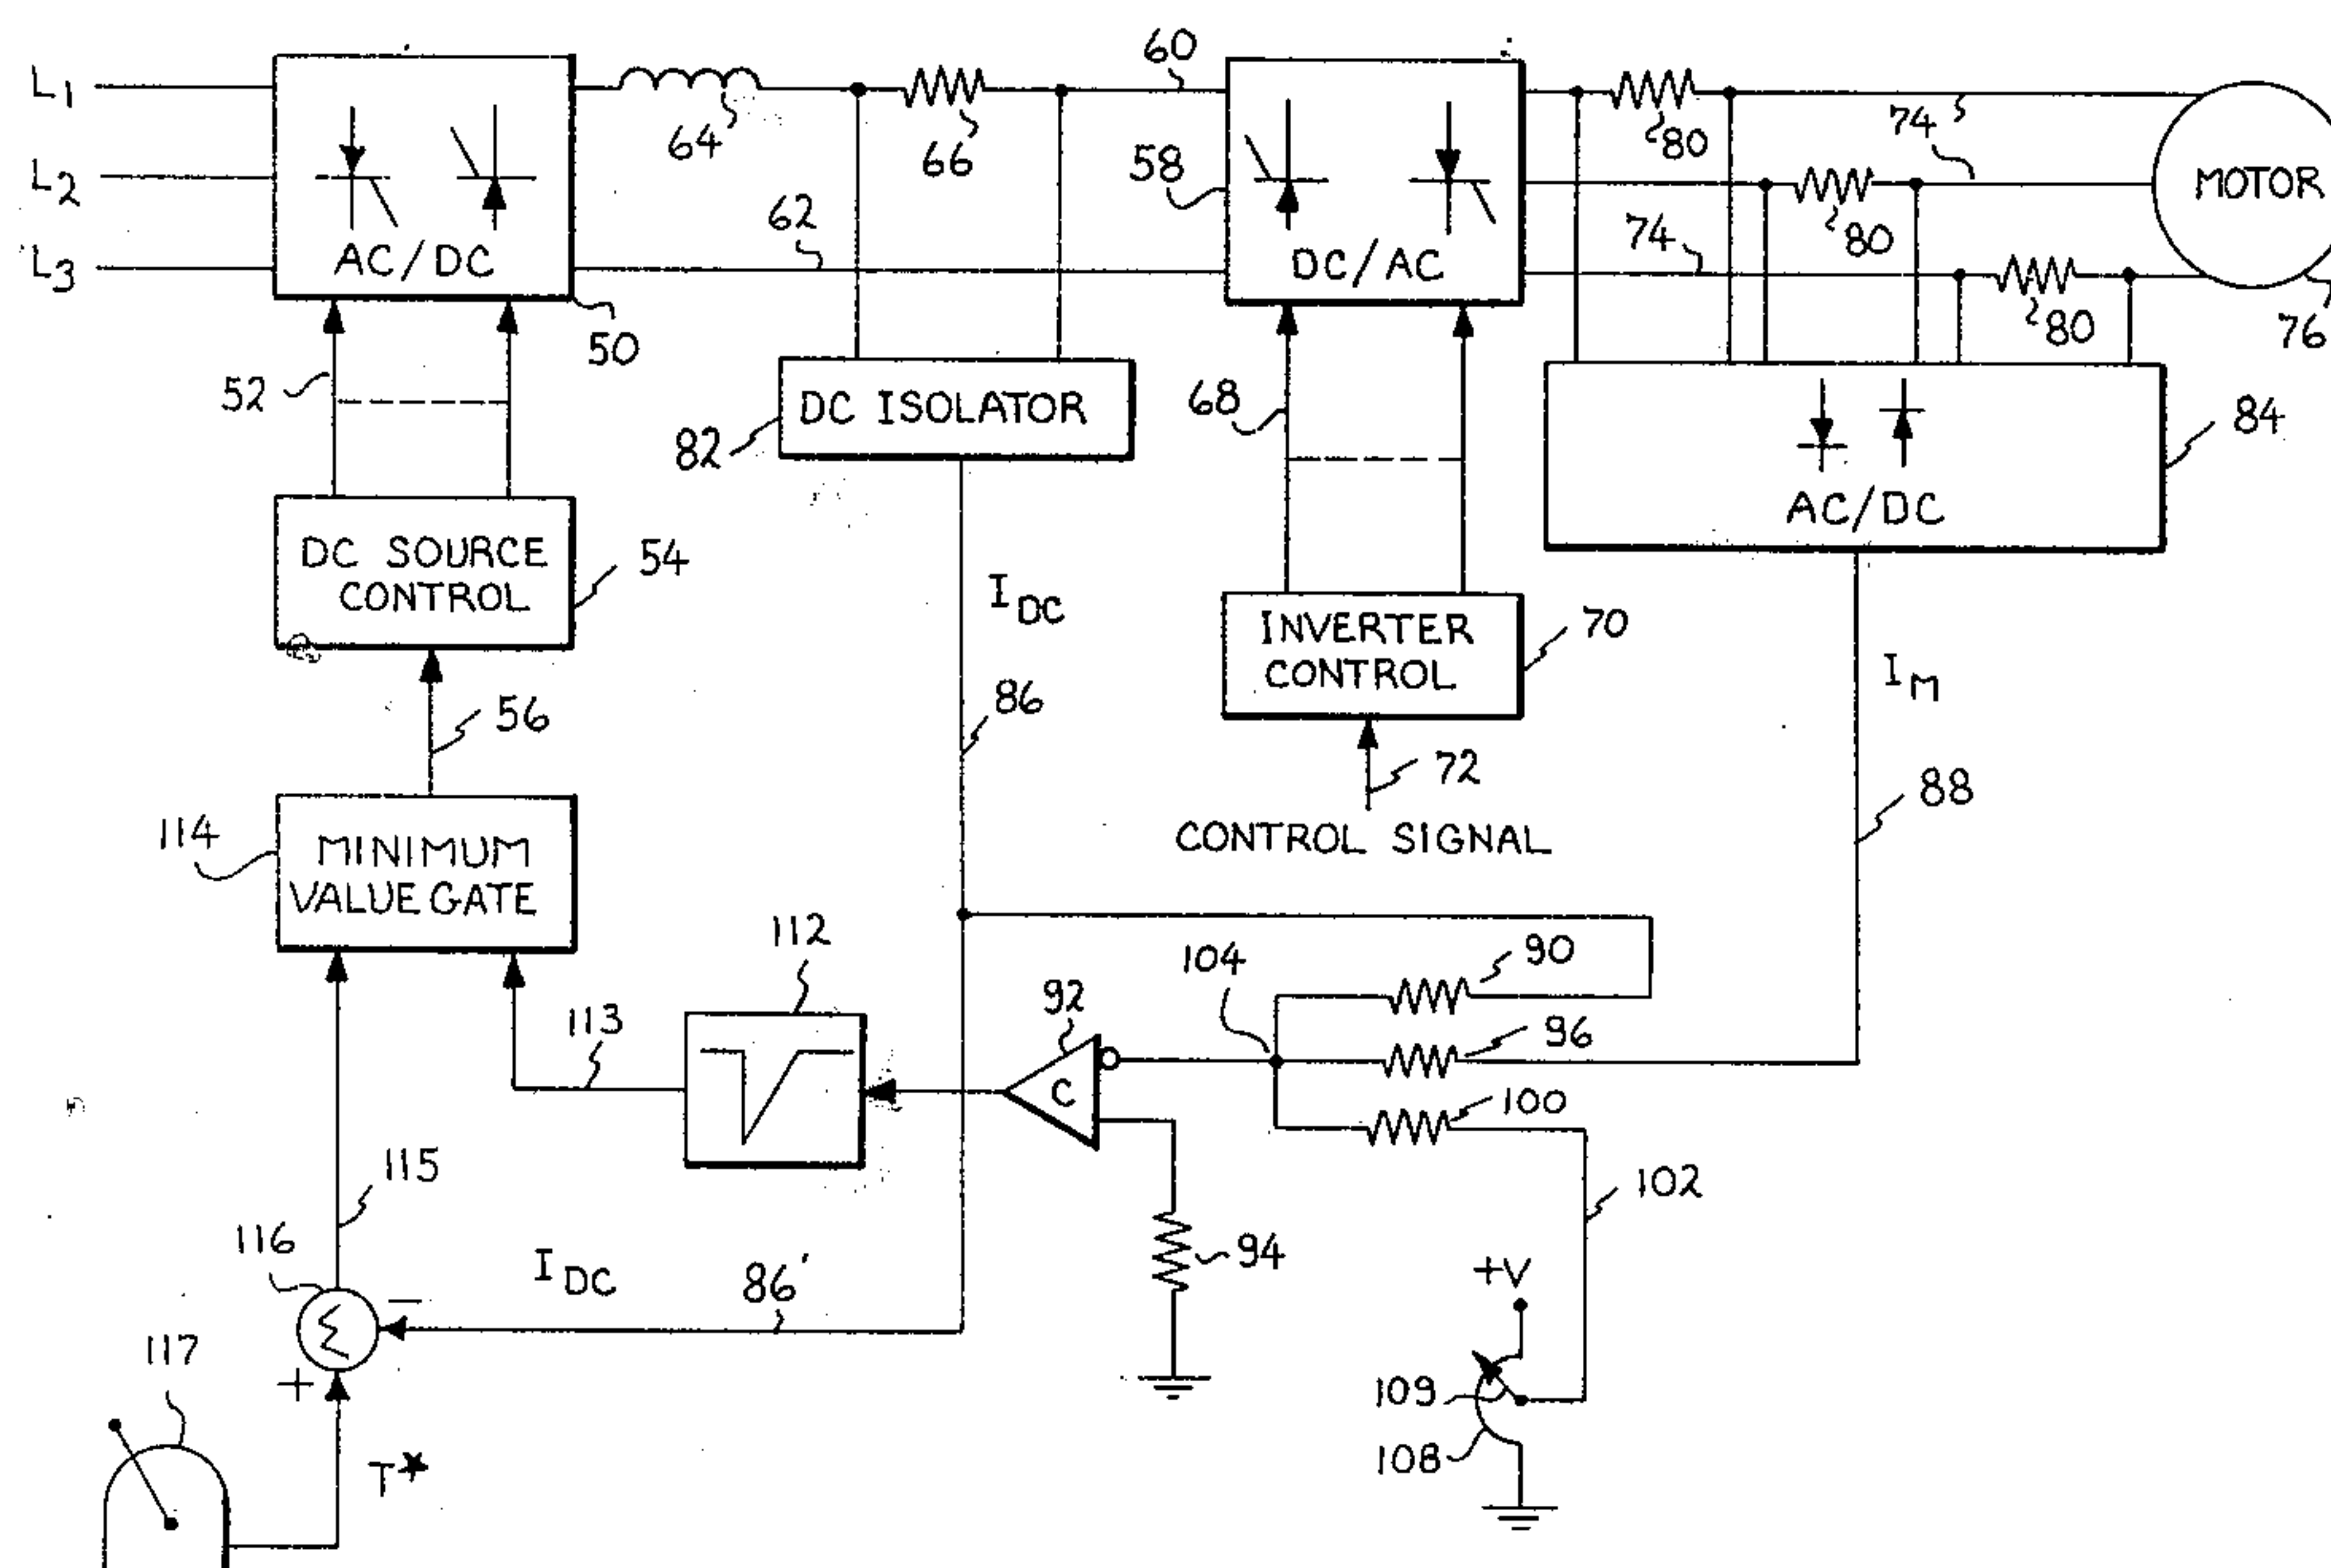 L1
L2
L3
AC/DC
50
64
66
60
62
58
DC/AC
80
74
74
80
74
80
MOTOR
76
52
DC ISOLATOR
82
68
84
AC/DC
DC SOURCE
CONTROL
54
IDC
INVERTER
CONTROL
70
IM
56
86
72
CONTROL SIGNAL
88
114
MINIMUM
VALUE GATE
112
104
90
92
113
96
C
100
115
102
116
IDC
86'
94
+V
Σ
−
+
117
109
T★
108